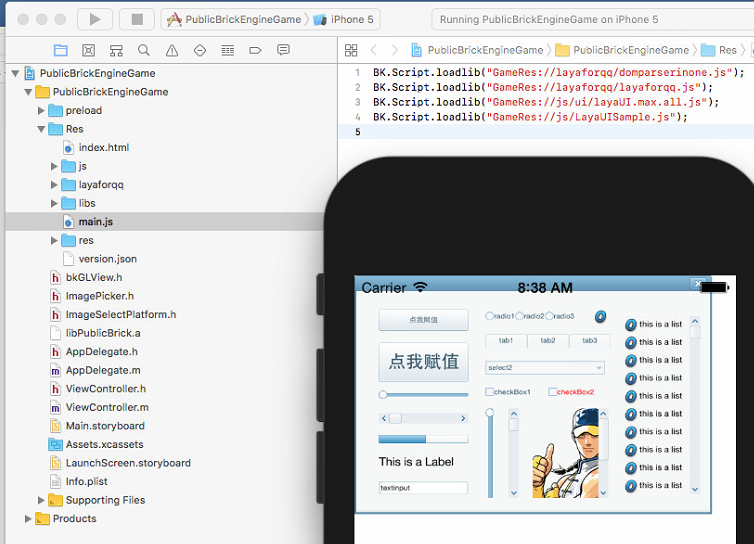 PublicBrickEngineGame
iPhone 5
Running PublicBrickEngineGame on iPhone 5
PublicBrickEngineGame
PublicBrickEngineGame
preload
Res
index.html
js
layaforqq
libs
main.js
res
version.json
bkGLView.h
ImagePicker.h
ImageSelectPlatform.h
libPublicBrick.a
AppDelegate.h
AppDelegate.m
ViewController.h
ViewController.m
Main.storyboard
Assets.xcassets
LaunchScreen.storyboard
Info.plist
Supporting Files
Products
PublicBrickEngineGame
PublicBrickEngineGame
Res
1 BK.Script.loadlib("GameRes://layaforqq/domparserinone.js");
2 BK.Script.loadlib("GameRes://layaforqq/layaforqq.js");
3 BK.Script.loadlib("GameRes://js/ui/layaUI.max.all.js");
4 BK.Script.loadlib("GameRes://js/LayaUISample.js");
5
Carrier 8:38 AM
点我赋值
点我赋值
This is a Label
textinput
radio1 radio2 radio3
tab1 tab2 tab3
select2
checkBox1 checkBox2
this is a list
this is a list
this is a list
this is a list
this is a list
this is a list
this is a list
this is a list
this is a list
this is a list